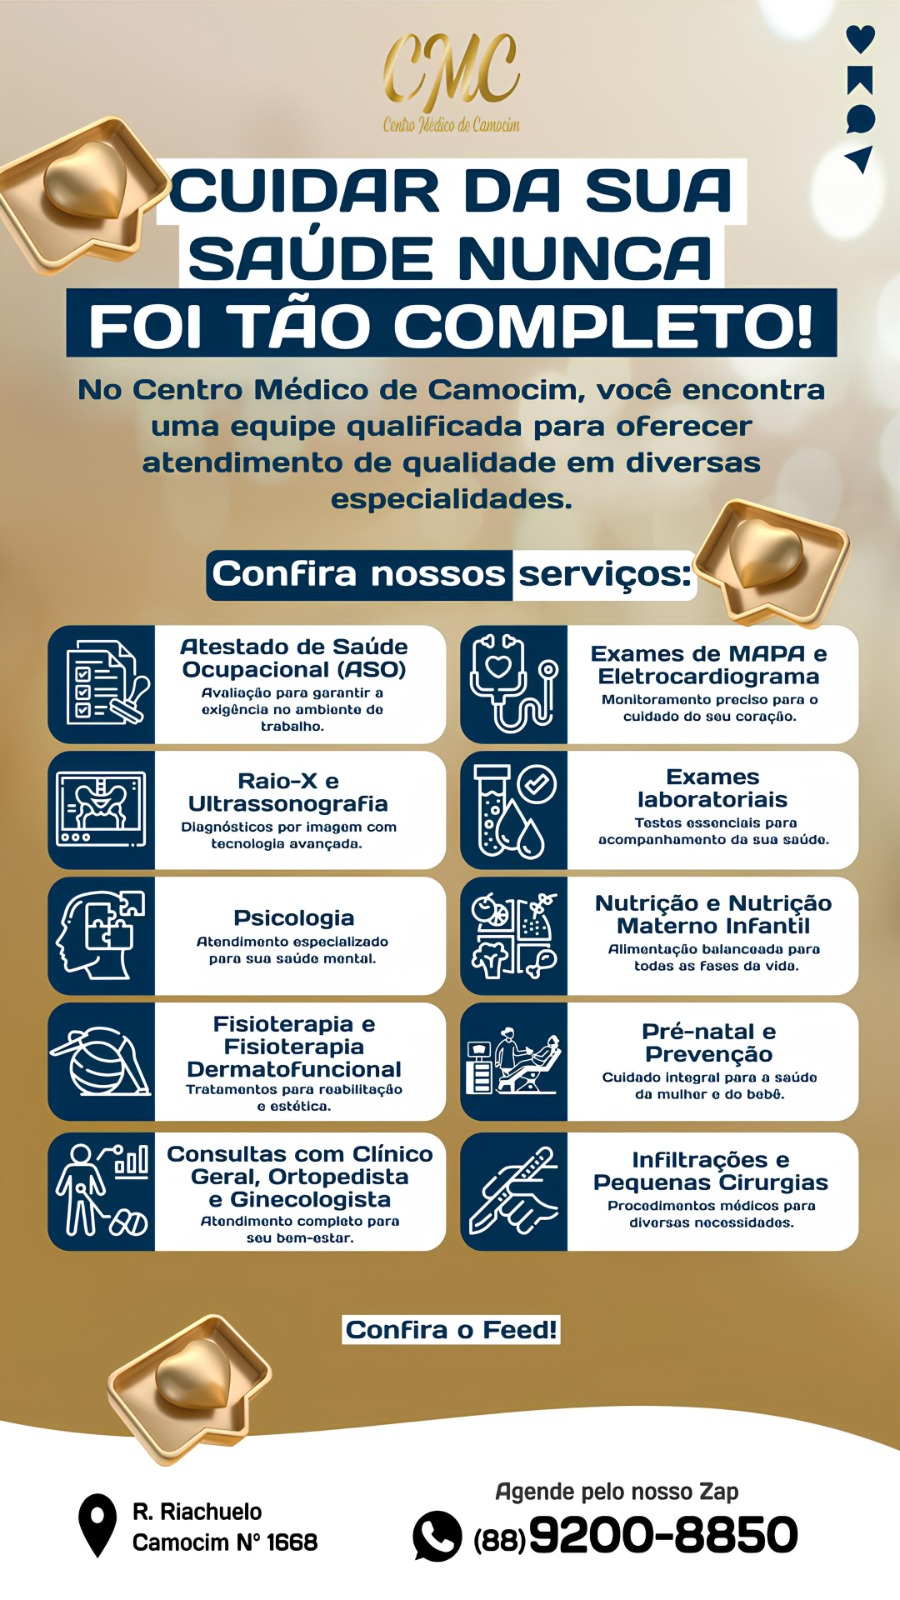 CMC
Centro Médico de Camocim
CUIDAR DA SUA
SAÚDE NUNCA
FOI TÃO COMPLETO!
No Centro Médico de Camocim, você encontra
uma equipe qualificada para oferecer
atendimento de qualidade em diversas
especialidades.
Confira nossos serviços:
Atestado de Saúde
Ocupacional (ASO)
Avaliação para garantir a
exigência no ambiente de
trabalho.
Exames de MAPA e
Eletrocardiograma
Monitoramento preciso para o
cuidado do seu coração.
Raio-X e
Ultrassonografia
Diagnósticos por imagem com
tecnologia avançada.
Exames
laboratoriais
Testes essenciais para
acompanhamento da sua saúde.
Psicologia
Atendimento especializado
para sua saúde mental.
Nutrição e Nutrição
Materno Infantil
Alimentação balanceada para
todas as fases da vida.
Fisioterapia e
Fisioterapia
Dermatofuncional
Tratamentos para reabilitação
e estética.
Pré-natal e
Prevenção
Cuidado integral para a saúde
da mulher e do bebê.
Consultas com Clínico
Geral, Ortopedista
e Ginecologista
Atendimento completo para
seu bem-estar.
Infiltrações e
Pequenas Cirurgias
Procedimentos médicos para
diversas necessidades.
Confira o Feed!
R. Riachuelo
Camocim Nº 1668
Agende pelo nosso Zap
(88)9200-8850